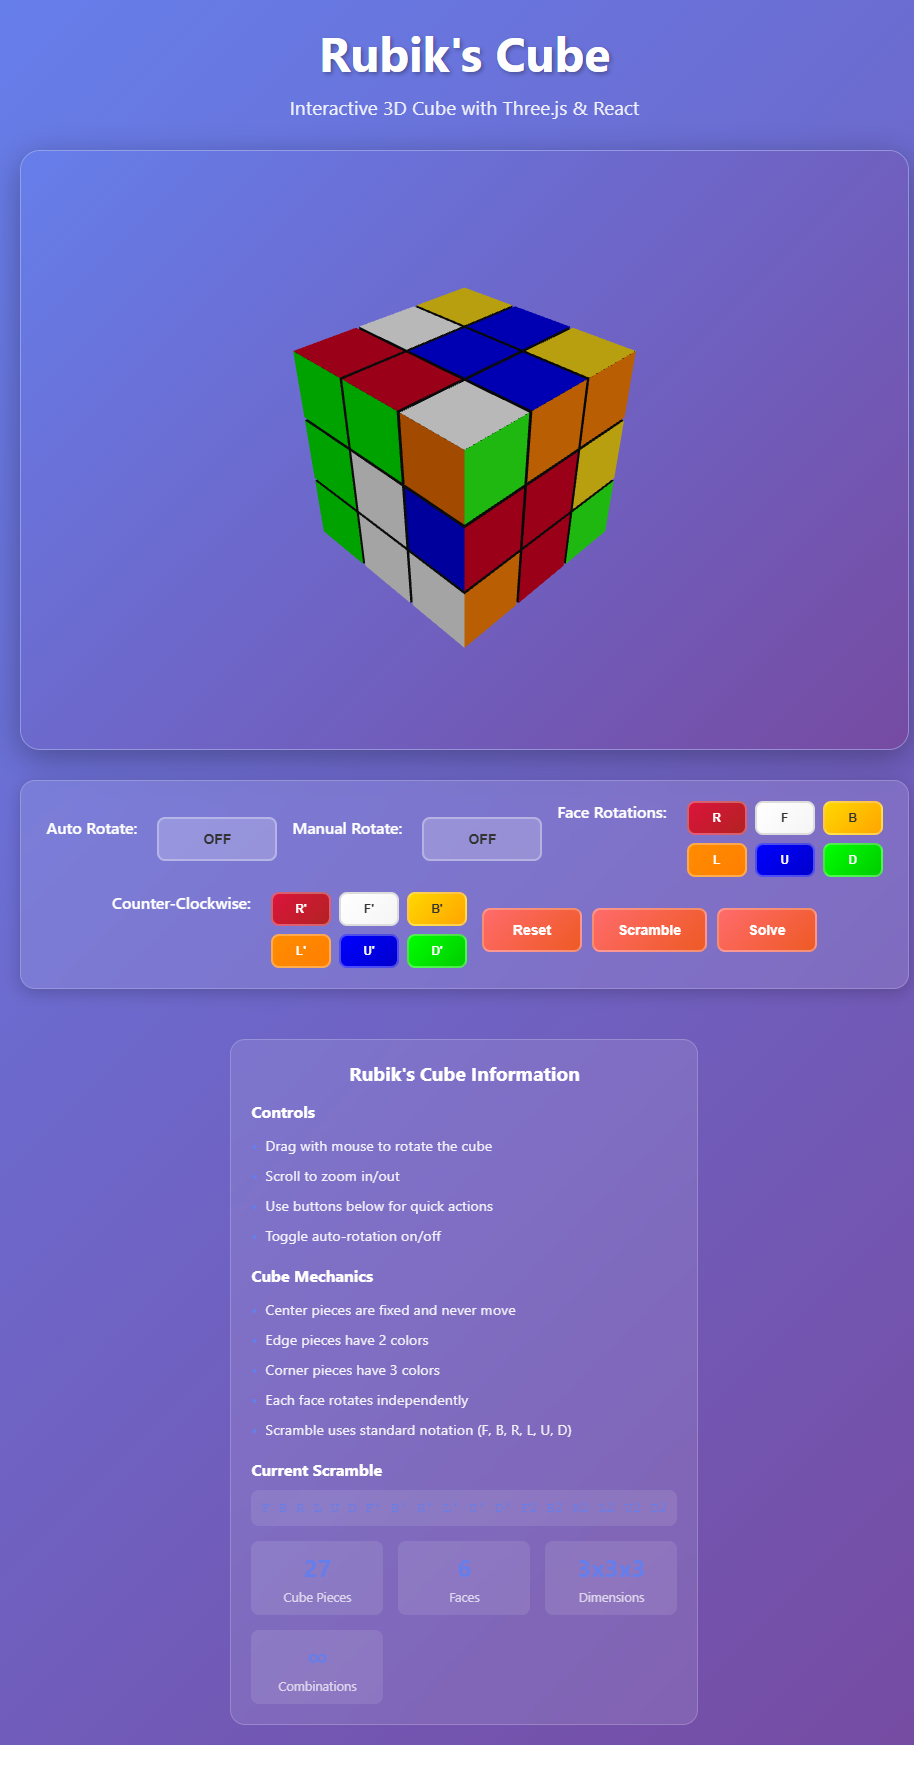 Rubik's Cube
Interactive 3D Cube with Three.js & React
Auto Rotate:
OFF
Manual Rotate:
OFF
Face Rotations:
R F B
L U D
Counter-Clockwise:
R' F' B'
L' U' D'
Reset
Scramble
Solve
Rubik's Cube Information
Controls
Drag with mouse to rotate the cube
Scroll to zoom in/out
Use buttons below for quick actions
Toggle auto-rotation on/off
Cube Mechanics
Center pieces are fixed and never move
Edge pieces have 2 colors
Corner pieces have 3 colors
Each face rotates independently
Scramble uses standard notation (F, B, R, L, U, D)
Current Scramble
27
Cube Pieces
6
Faces
3x3x3
Dimensions
∞
Combinations